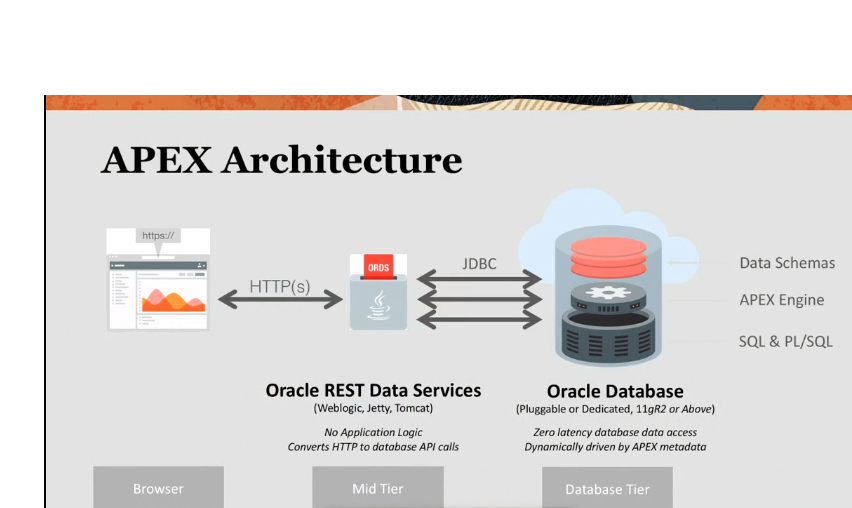 APEX Architecture
https://
ORDS
HTTP(s)
JDBC
Data Schemas
APEX Engine
SQL & PL/SQL
Oracle REST Data Services
(Weblogic, Jetty, Tomcat)
No Application Logic
Converts HTTP to database API calls
Oracle Database
(Pluggable or Dedicated, 11gR2 or Above)
Zero latency database data access
Dynamically driven by APEX metadata
Browser
Mid Tier
Database Tier